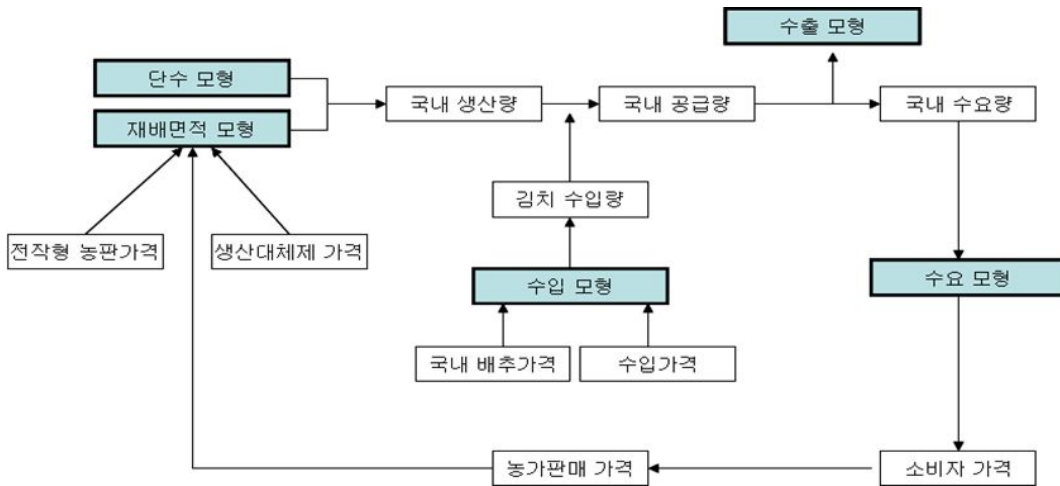 수출 모형
단수 모형
국내 생산량
국내 공급량
국내 수요량
재배면적 모형
김치 수입량
전작형 농판가격
생산대체제 가격
수입 모형
수요 모형
국내 배추가격
수입가격
농가판매 가격
소비자 가격